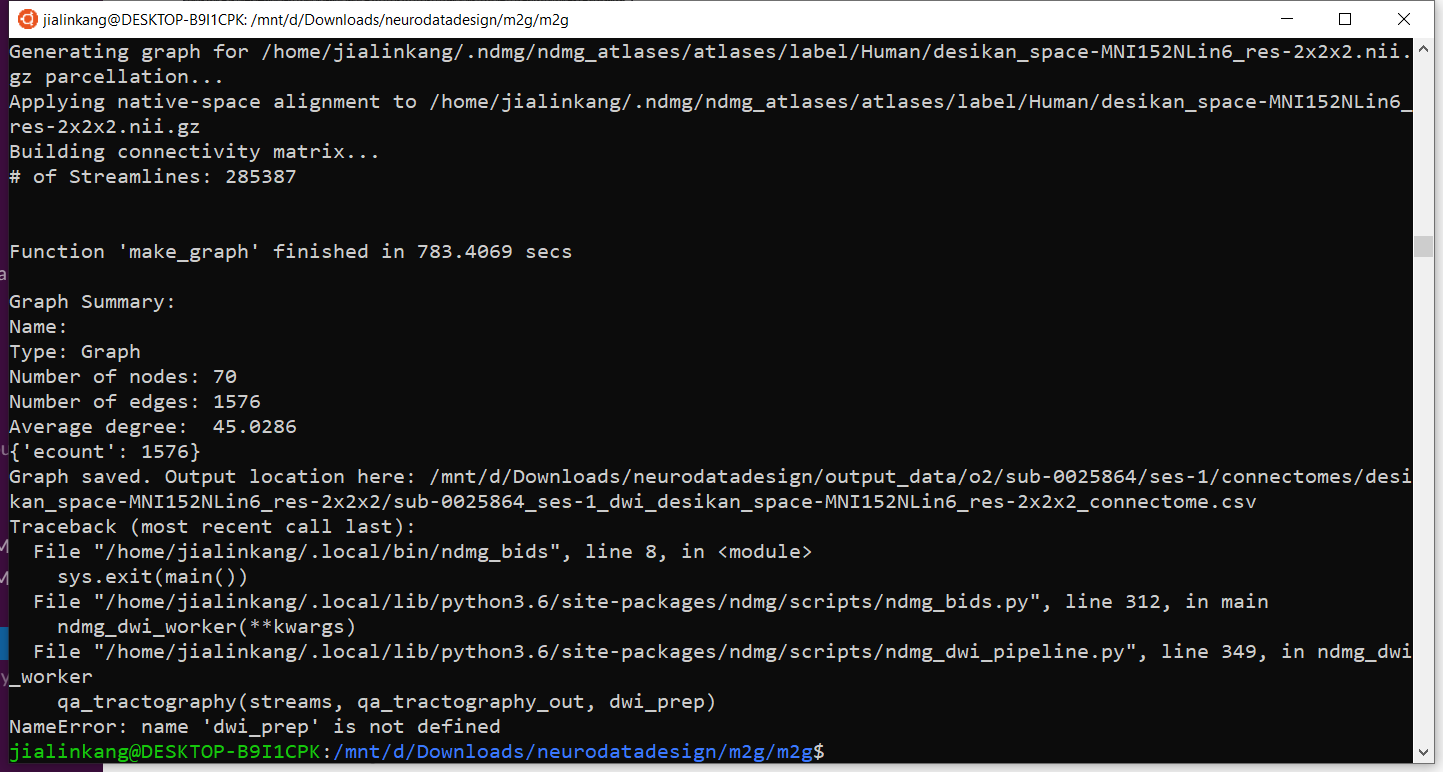 jialinkang@DESKTOP-B9I1CPK: /mnt/d/Downloads/neurodatadesign/m2g/m2g
Generating graph for /home/jialinkang/.ndmg/ndmg_atlases/atlases/label/Human/desikan_space-MNI152NLin6_res-2x2x2.nii.
gz parcellation...
Applying native-space alignment to /home/jialinkang/.ndmg/ndmg_atlases/atlases/label/Human/desikan_space-MNI152NLin6_
res-2x2x2.nii.gz
Building connectivity matrix...
# of Streamlines: 285387
Function 'make_graph' finished in 783.4069 secs
Graph Summary:
Name:
Type: Graph
Number of nodes: 70
Number of edges: 1576
Average degree:  45.0286
{'ecount': 1576}
Graph saved. Output location here: /mnt/d/Downloads/neurodatadesign/output_data/o2/sub-0025864/ses-1/connectomes/desi
kan_space-MNI152NLin6_res-2x2x2/sub-0025864_ses-1_dwi_desikan_space-MNI152NLin6_res-2x2x2_connectome.csv
Traceback (most recent call last):
  File "/home/jialinkang/.local/bin/ndmg_bids", line 8, in <module>
    sys.exit(main())
  File "/home/jialinkang/.local/lib/python3.6/site-packages/ndmg/scripts/ndmg_bids.py", line 312, in main
    ndmg_dwi_worker(**kwargs)
  File "/home/jialinkang/.local/lib/python3.6/site-packages/ndmg/scripts/ndmg_dwi_pipeline.py", line 349, in ndmg_dwi
_worker
    qa_tractography(streams, qa_tractography_out, dwi_prep)
NameError: name 'dwi_prep' is not defined
jialinkang@DESKTOP-B9I1CPK:/mnt/d/Downloads/neurodatadesign/m2g/m2g$